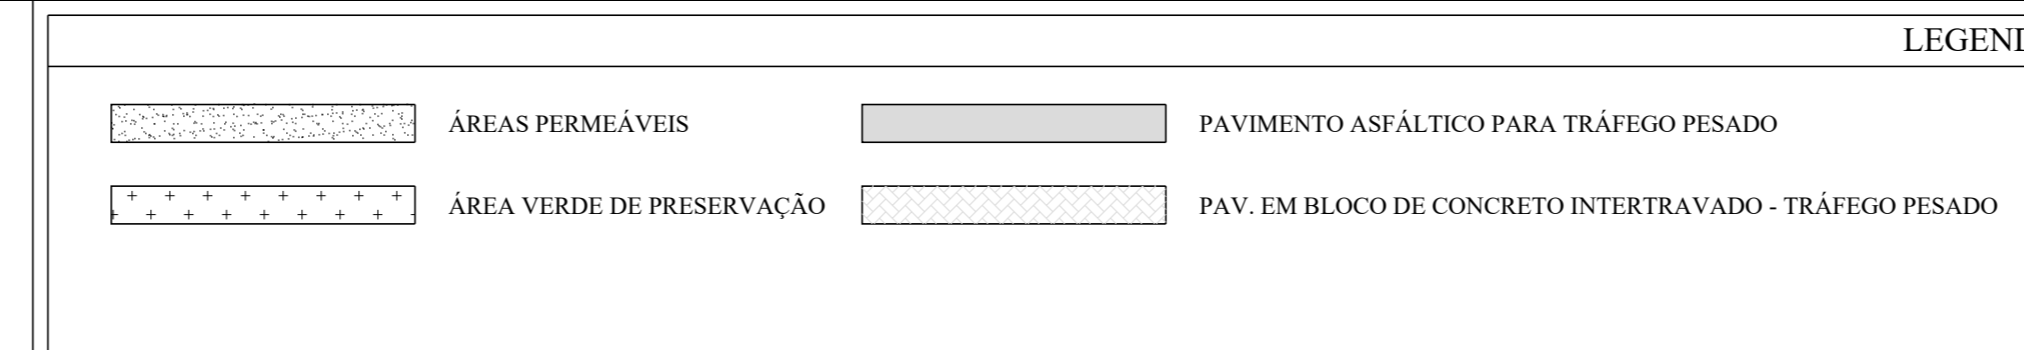 LEGEND
ÁREAS PERMEÁVEIS
PAVIMENTO ASFÁLTICO PARA TRÁFEGO PESADO
ÁREA VERDE DE PRESERVAÇÃO
PAV. EM BLOCO DE CONCRETO INTERTRAVADO - TRÁFEGO PESADO